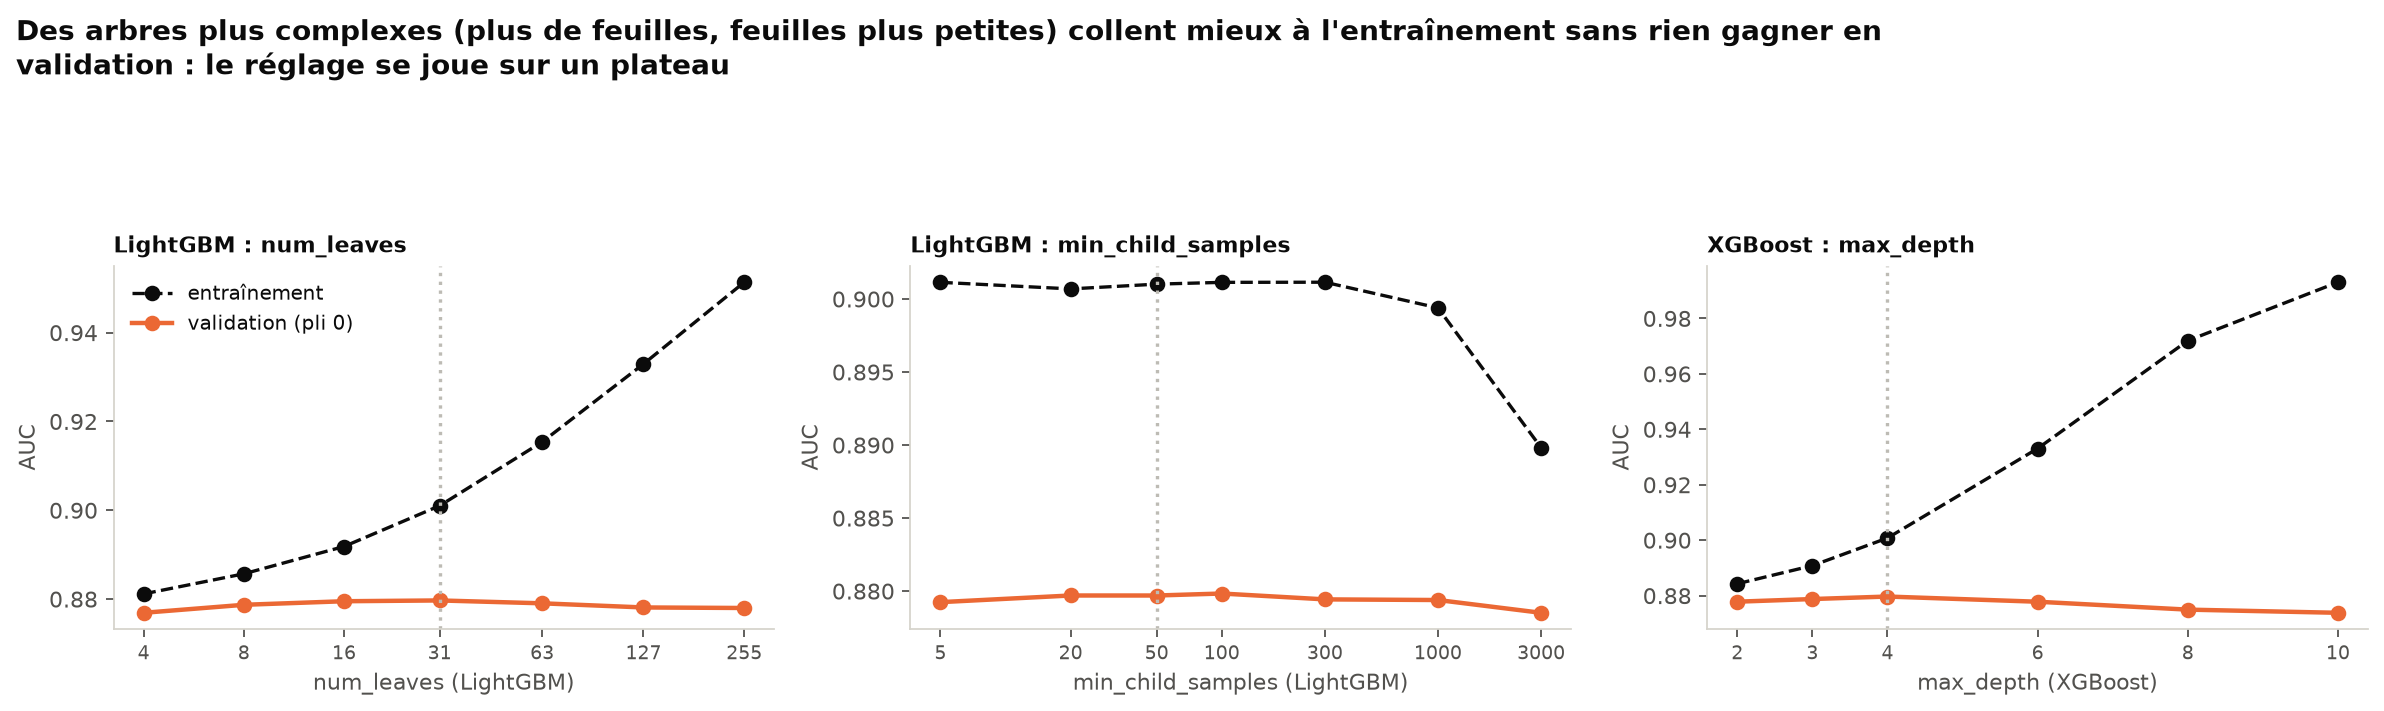 Des arbres plus complexes (plus de feuilles, feuilles plus petites) collent mieux à l'entraînement sans rien gagner en
validation : le réglage se joue sur un plateau
LightGBM : num_leaves
entraînement
validation (pli 0)
AUC
0.94
0.92
0.90
0.88
4 8 16 31 63 127 255
num_leaves (LightGBM)
LightGBM : min_child_samples
AUC
0.900
0.895
0.890
0.885
0.880
5 20 50 100 300 1000 3000
min_child_samples (LightGBM)
XGBoost : max_depth
AUC
0.98
0.96
0.94
0.92
0.90
0.88
2 3 4 6 8 10
max_depth (XGBoost)